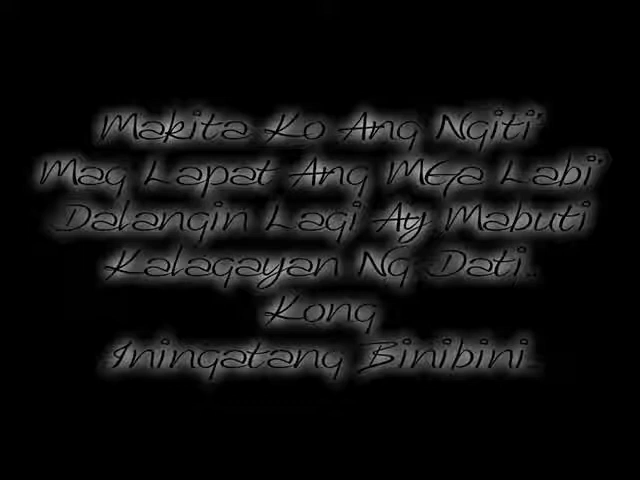 Makita Ko Ang Ngiti'
Mag Lapat Ang MGa Labi'
Dalangin Lagi Ay Mabuti
Kalagayan Ng Dati..
Kong
Iningatang Binibini..